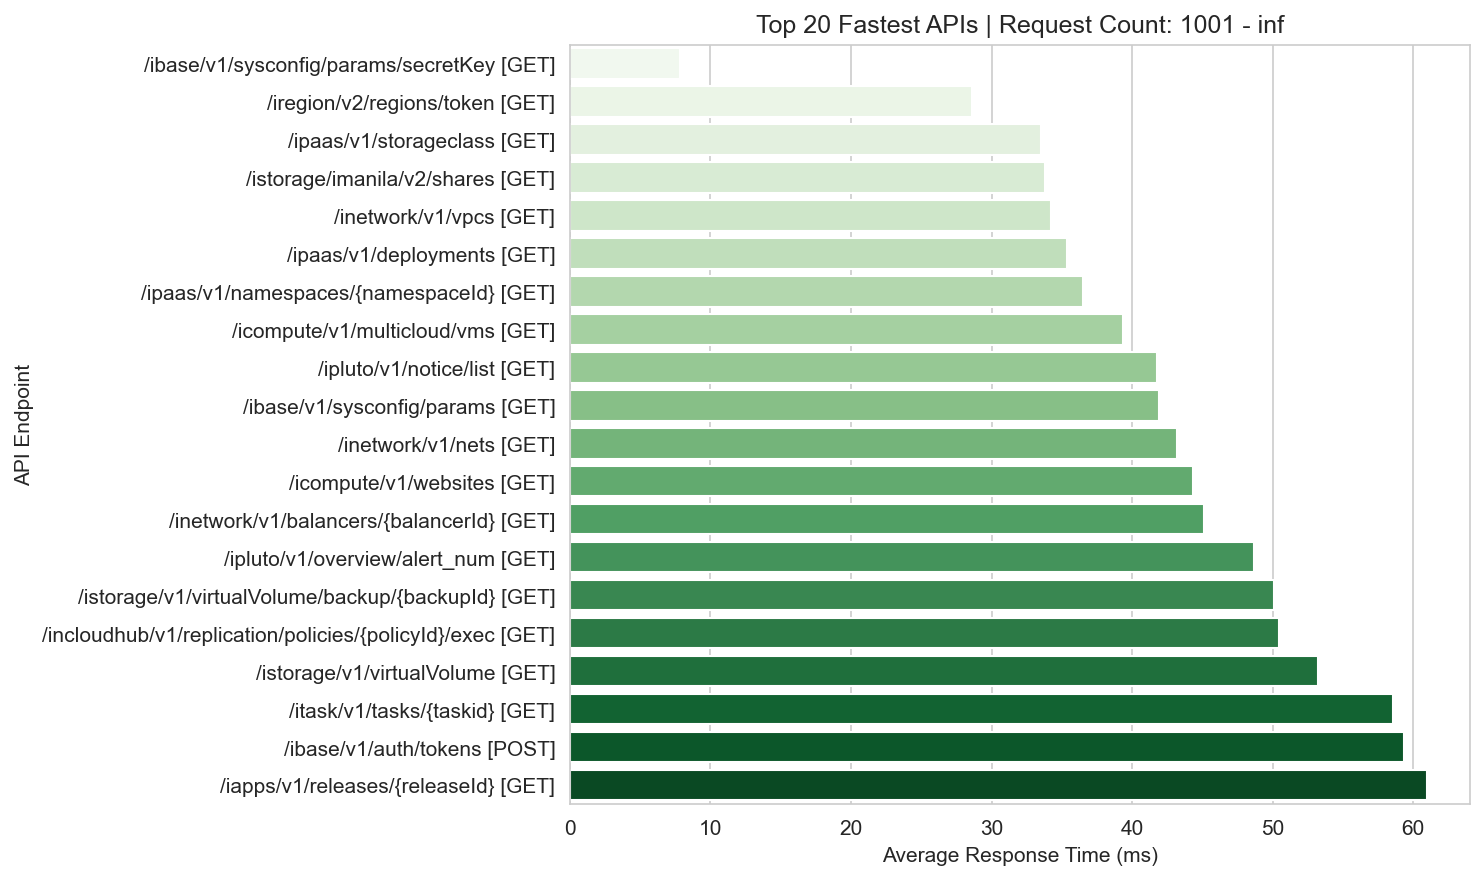 Top 20 Fastest APIs | Request Count: 1001 - inf
API Endpoint
/ibase/v1/sysconfig/params/secretKey [GET]
/iregion/v2/regions/token [GET]
/ipaas/v1/storageclass [GET]
/istorage/imanila/v2/shares [GET]
/inetwork/v1/vpcs [GET]
/ipaas/v1/deployments [GET]
/ipaas/v1/namespaces/{namespaceId} [GET]
/icompute/v1/multicloud/vms [GET]
/ipluto/v1/notice/list [GET]
/ibase/v1/sysconfig/params [GET]
/inetwork/v1/nets [GET]
/icompute/v1/websites [GET]
/inetwork/v1/balancers/{balancerId} [GET]
/ipluto/v1/overview/alert_num [GET]
/istorage/v1/virtualVolume/backup/{backupId} [GET]
/incloudhub/v1/replication/policies/{policyId}/exec [GET]
/istorage/v1/virtualVolume [GET]
/itask/v1/tasks/{taskid} [GET]
/ibase/v1/auth/tokens [POST]
/iapps/v1/releases/{releaseId} [GET]
0 10 20 30 40 50 60
Average Response Time (ms)